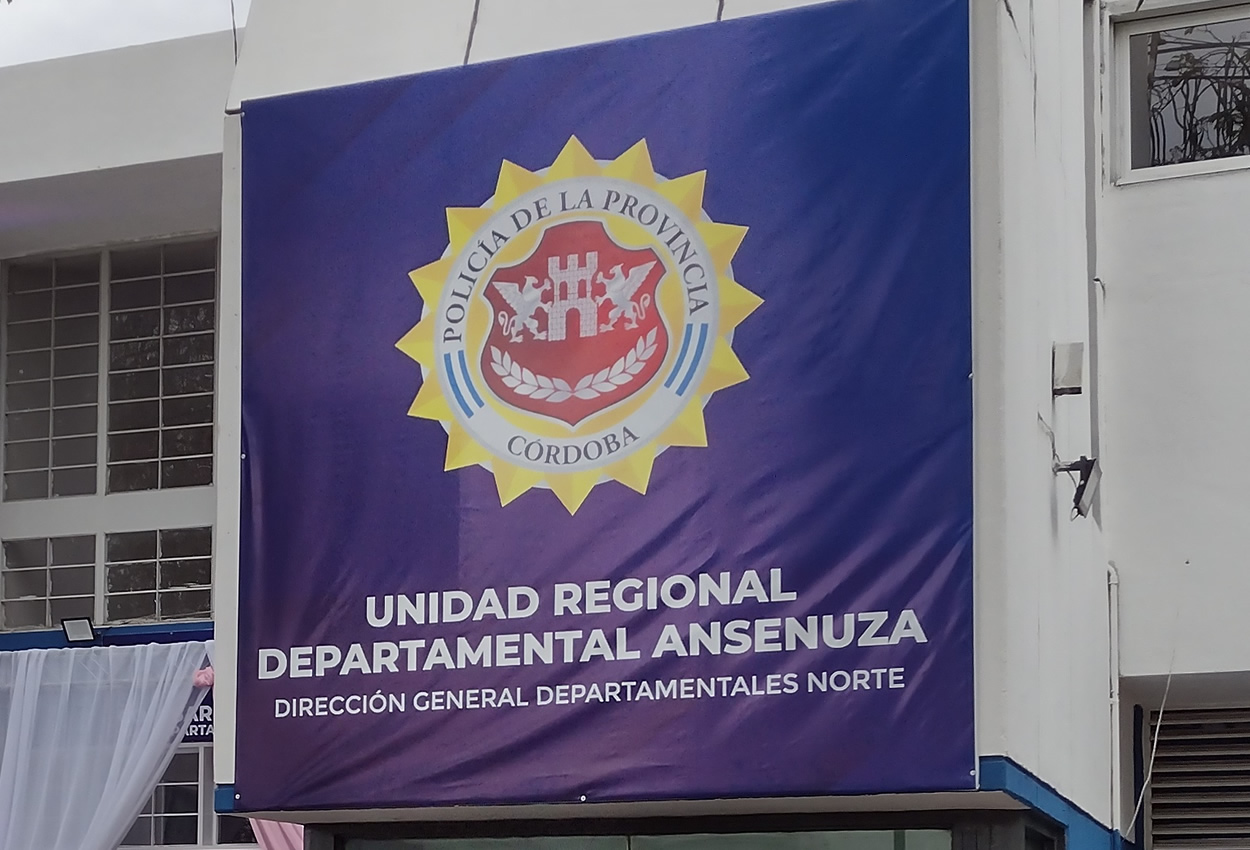 POLICÍA DE LA PROVINCIA
CÓRDOBA
UNIDAD REGIONAL
DEPARTAMENTAL ANSENUZA
DIRECCIÓN GENERAL DEPARTAMENTALES NORTE